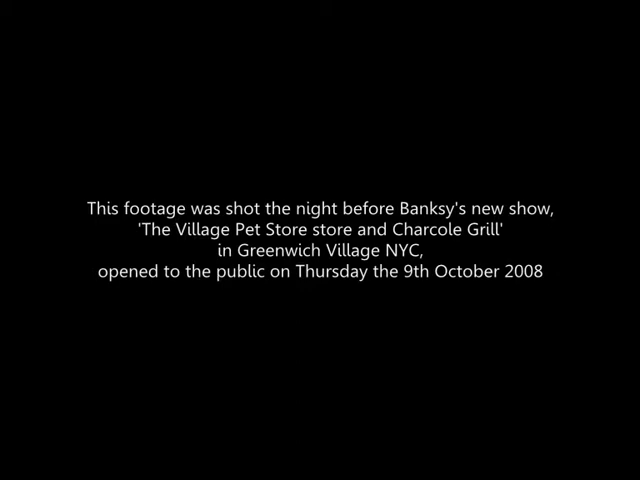 This footage was shot the night before Banksy's new show,
'The Village Pet Store store and Charcole Grill'
in Greenwich Village NYC,
opened to the public on Thursday the 9th October 2008